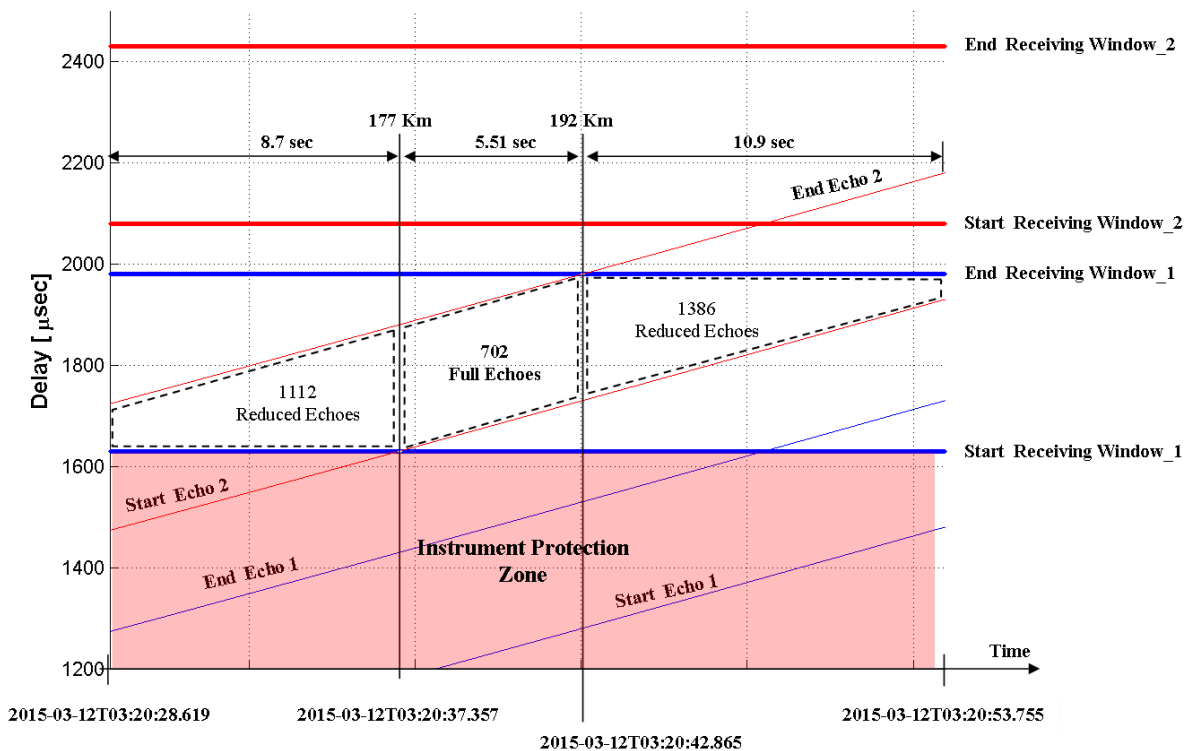 End Receiving Window_2
2400
177 Km
192 Km
8.7 sec
5.51 sec
10.9 sec
2200
End Echo 2
Start Receiving Window_2
2000
End Receiving Window_1
Delay [ μsec]
1386
Reduced Echoes
1800
702
Full Echoes
1112
Reduced Echoes
1600
Start Receiving Window_1
Start Echo 2
Instrument Protection
Zone
End Echo 1
Start Echo 1
1400
1200
Time
2015-03-12T03:20:28.619
2015-03-12T03:20:37.357
2015-03-12T03:20:53.755
2015-03-12T03:20:42.865